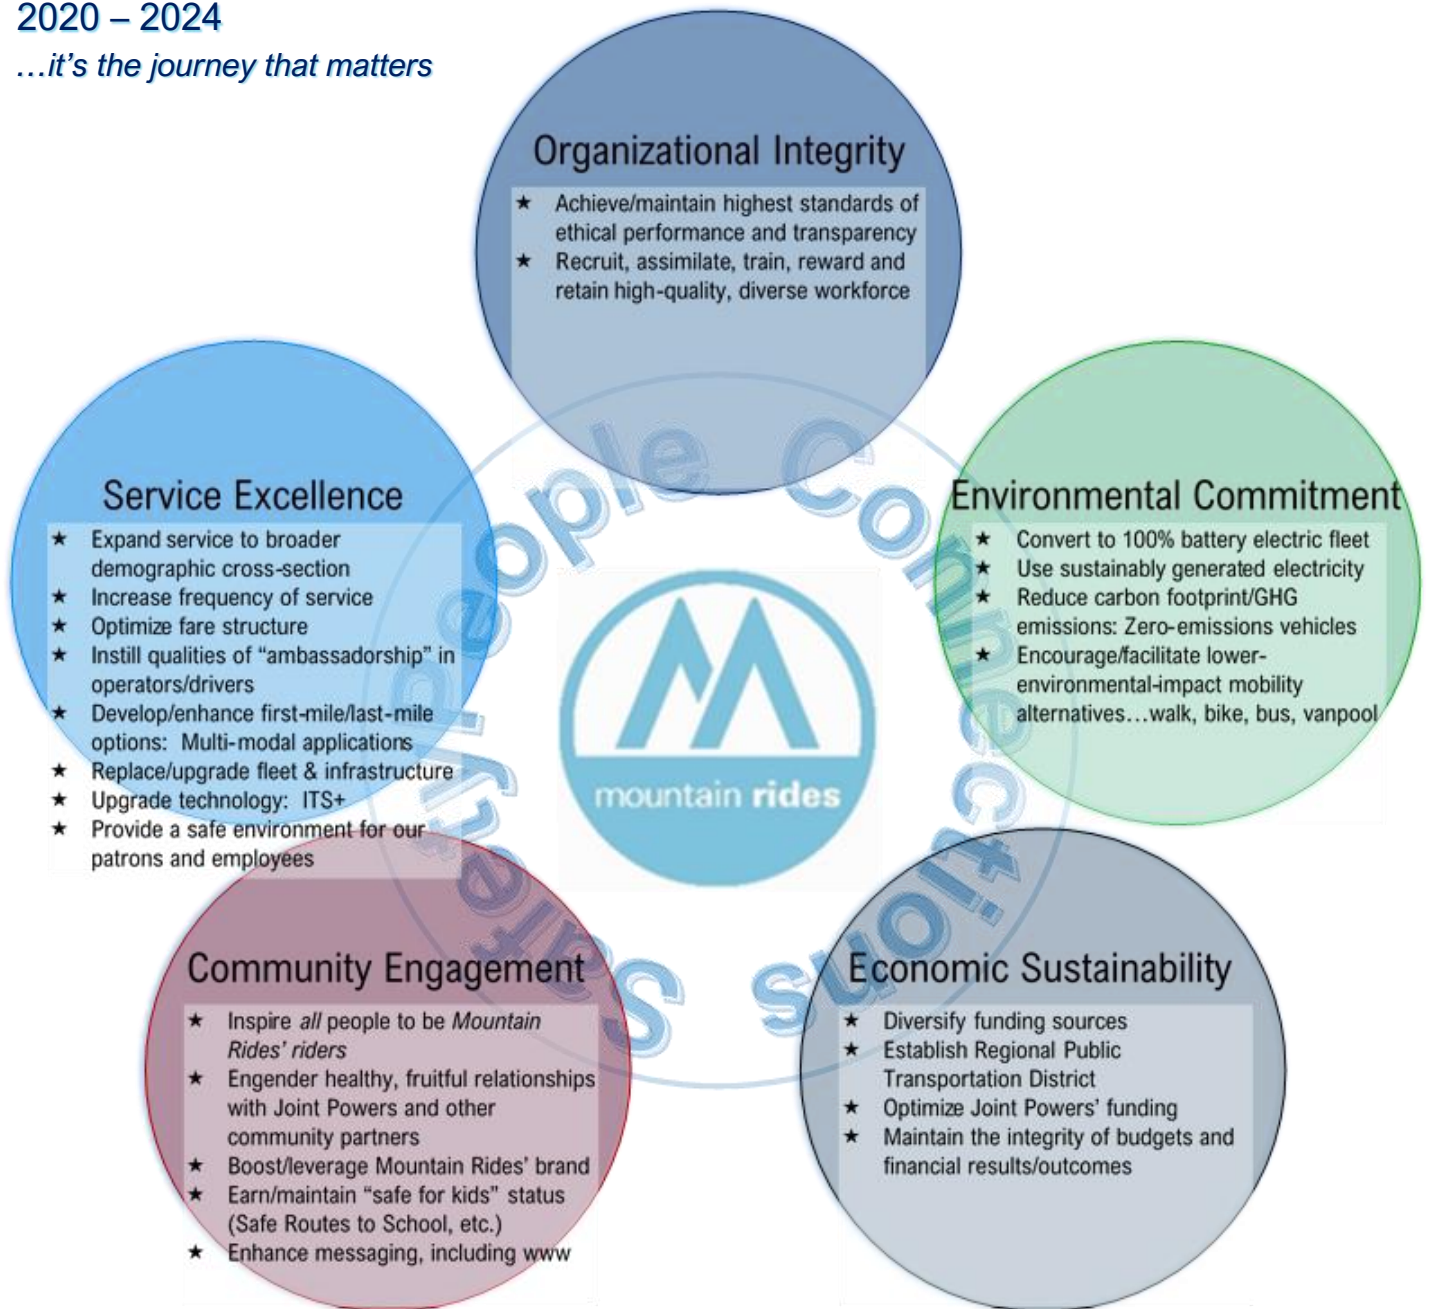 2020 – 2024
…it’s the journey that matters
Organizational Integrity
★ Achieve/maintain highest standards of
ethical performance and transparency
★ Recruit, assimilate, train, reward and
retain high-quality, diverse workforce
Service Excellence
★ Expand service to broader
demographic cross-section
★ Increase frequency of service
★ Optimize fare structure
★ Instill qualities of “ambassadorship” in
operators/drivers
★ Develop/enhance first-mile/last-mile
options:  Multi-modal applications
★ Replace/upgrade fleet & infrastructure
★ Upgrade technology:  ITS+
★ Provide a safe environment for our
patrons and employees
Environmental Commitment
★ Convert to 100% battery electric fleet
★ Use sustainably generated electricity
★ Reduce carbon footprint/GHG
emissions: Zero-emissions vehicles
★ Encourage/facilitate lower-
environmental-impact mobility
alternatives…walk, bike, bus, vanpool
Safety. People Connections
mountain rides
Community Engagement
★ Inspire all people to be Mountain
Rides’ riders
★ Engender healthy, fruitful relationships
with Joint Powers and other
community partners
★ Boost/leverage Mountain Rides’ brand
★ Earn/maintain “safe for kids” status
(Safe Routes to School, etc.)
★ Enhance messaging, including www
Economic Sustainability
★ Diversify funding sources
★ Establish Regional Public
Transportation District
★ Optimize Joint Powers’ funding
★ Maintain the integrity of budgets and
financial results/outcomes